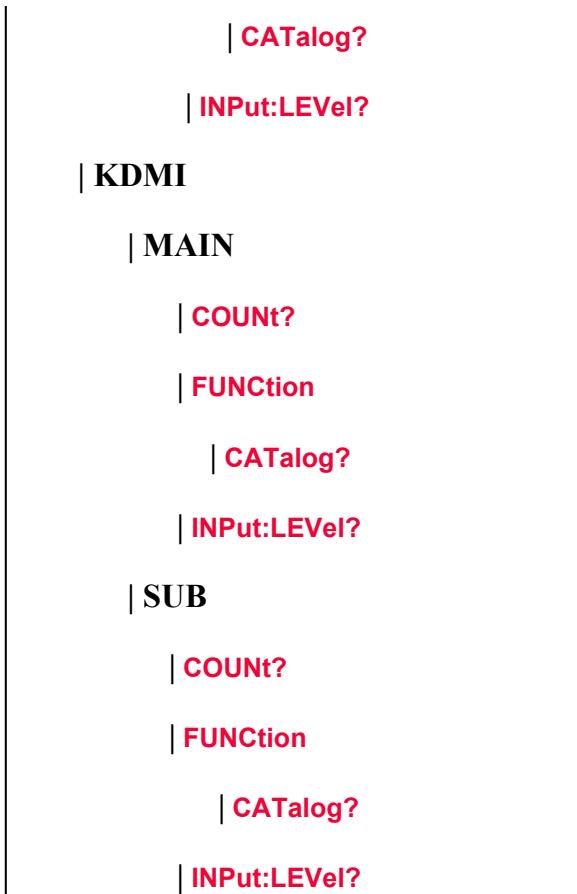 | CATalog?
| INPut:LEVel?
| KDMI
| MAIN
| COUNt?
| FUNCtion
| CATalog?
| INPut:LEVel?
| SUB
| COUNt?
| FUNCtion
| CATalog?
| INPut:LEVel?